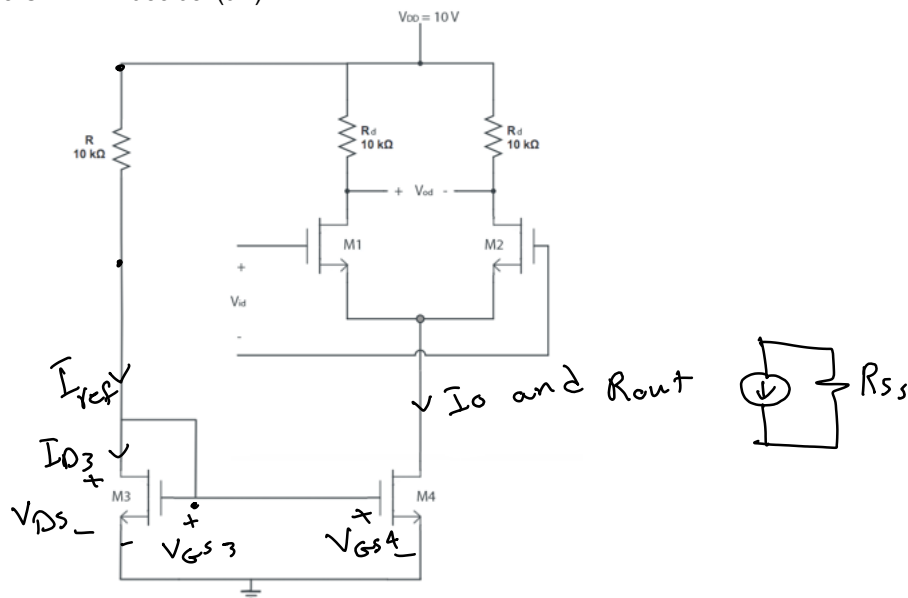 VDD = 10 V
R
10 kΩ
Rd
10 kΩ
Rd
10 kΩ
+ Vod -
M1
M2
+
Vid
-
Iref
Io and Rout
Rss
ID3
+
M3
M4
VDS -
-
+
VGS3
+
VGS4
-